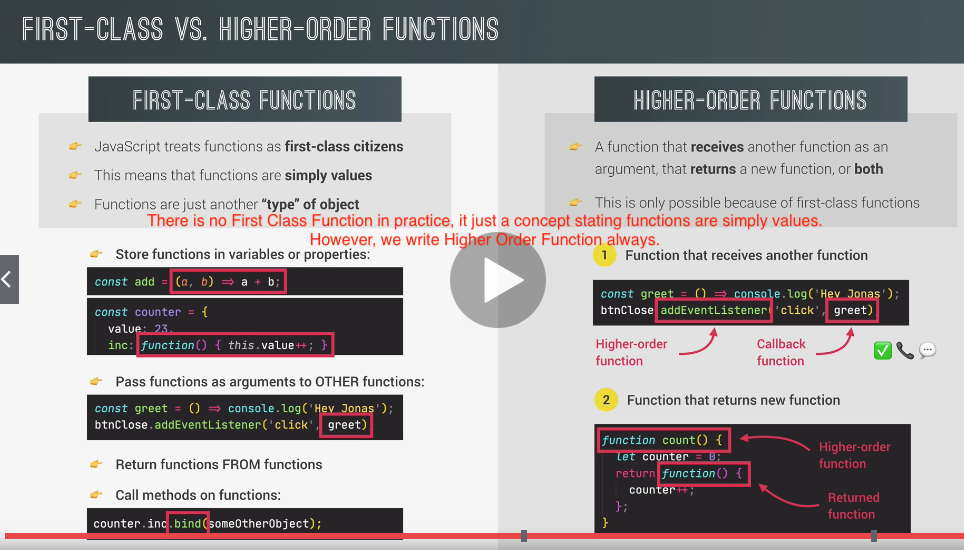 FIRST-CLASS VS. HIGHER-ORDER FUNCTIONS
FIRST-CLASS FUNCTIONS
👉 JavaScript treats functions as first-class citizens
👉 This means that functions are simply values
👉 Functions are just another “type” of object
There is no First Class Function in practice, it just a concept stating functions are simply values.
However, we write Higher Order Function always.
👉 Store functions in variables or properties:
const add = (a, b) => a + b;
const counter = {
value: 23,
inc: function() { this.value++; }
👉 Pass functions as arguments to OTHER functions:
const greet = () => console.log('Hey Jonas');
btnClose.addEventListener('click', greet)
👉 Return functions FROM functions
👉 Call methods on functions:
counter.inc.bind(someOtherObject);
HIGHER-ORDER FUNCTIONS
👉 A function that receives another function as an
argument, that returns a new function, or both
👉 This is only possible because of first-class functions
1 Function that receives another function
const greet = () => console.log('Hey Jonas');
btnClose.addEventListener('click', greet)
Higher-order
function
Callback
function
✅ 📞 💬
2 Function that returns new function
function count() {
let counter = 0;
return function() {
counter++;
};
}
Higher-order
function
Returned
function